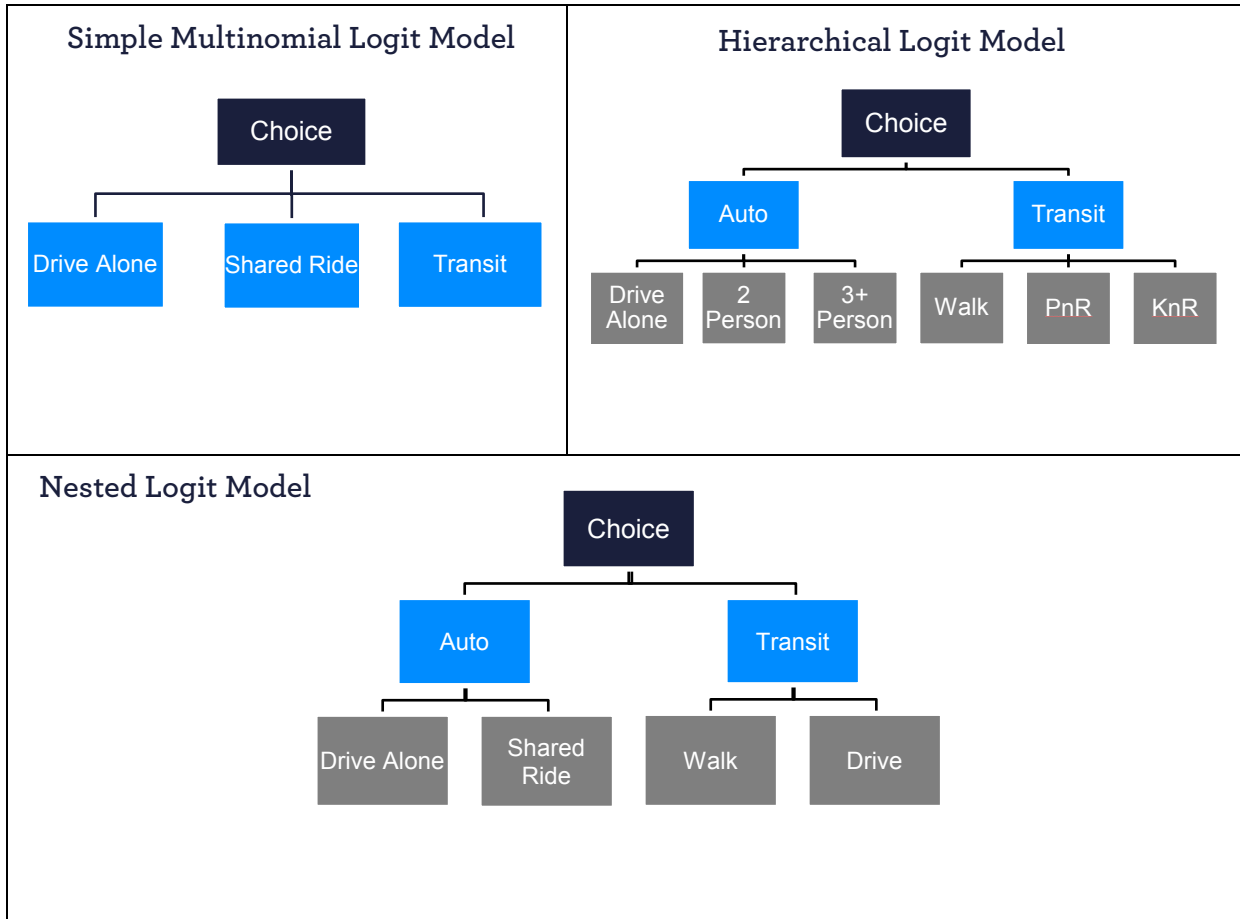 Simple Multinomial Logit Model
Choice
Drive Alone
Shared Ride
Transit
Hierarchical Logit Model
Choice
Auto
Transit
Drive
Alone
2
Person
3+
Person
Walk
PnR
KnR
Nested Logit Model
Choice
Auto
Transit
Drive Alone
Shared
Ride
Walk
Drive